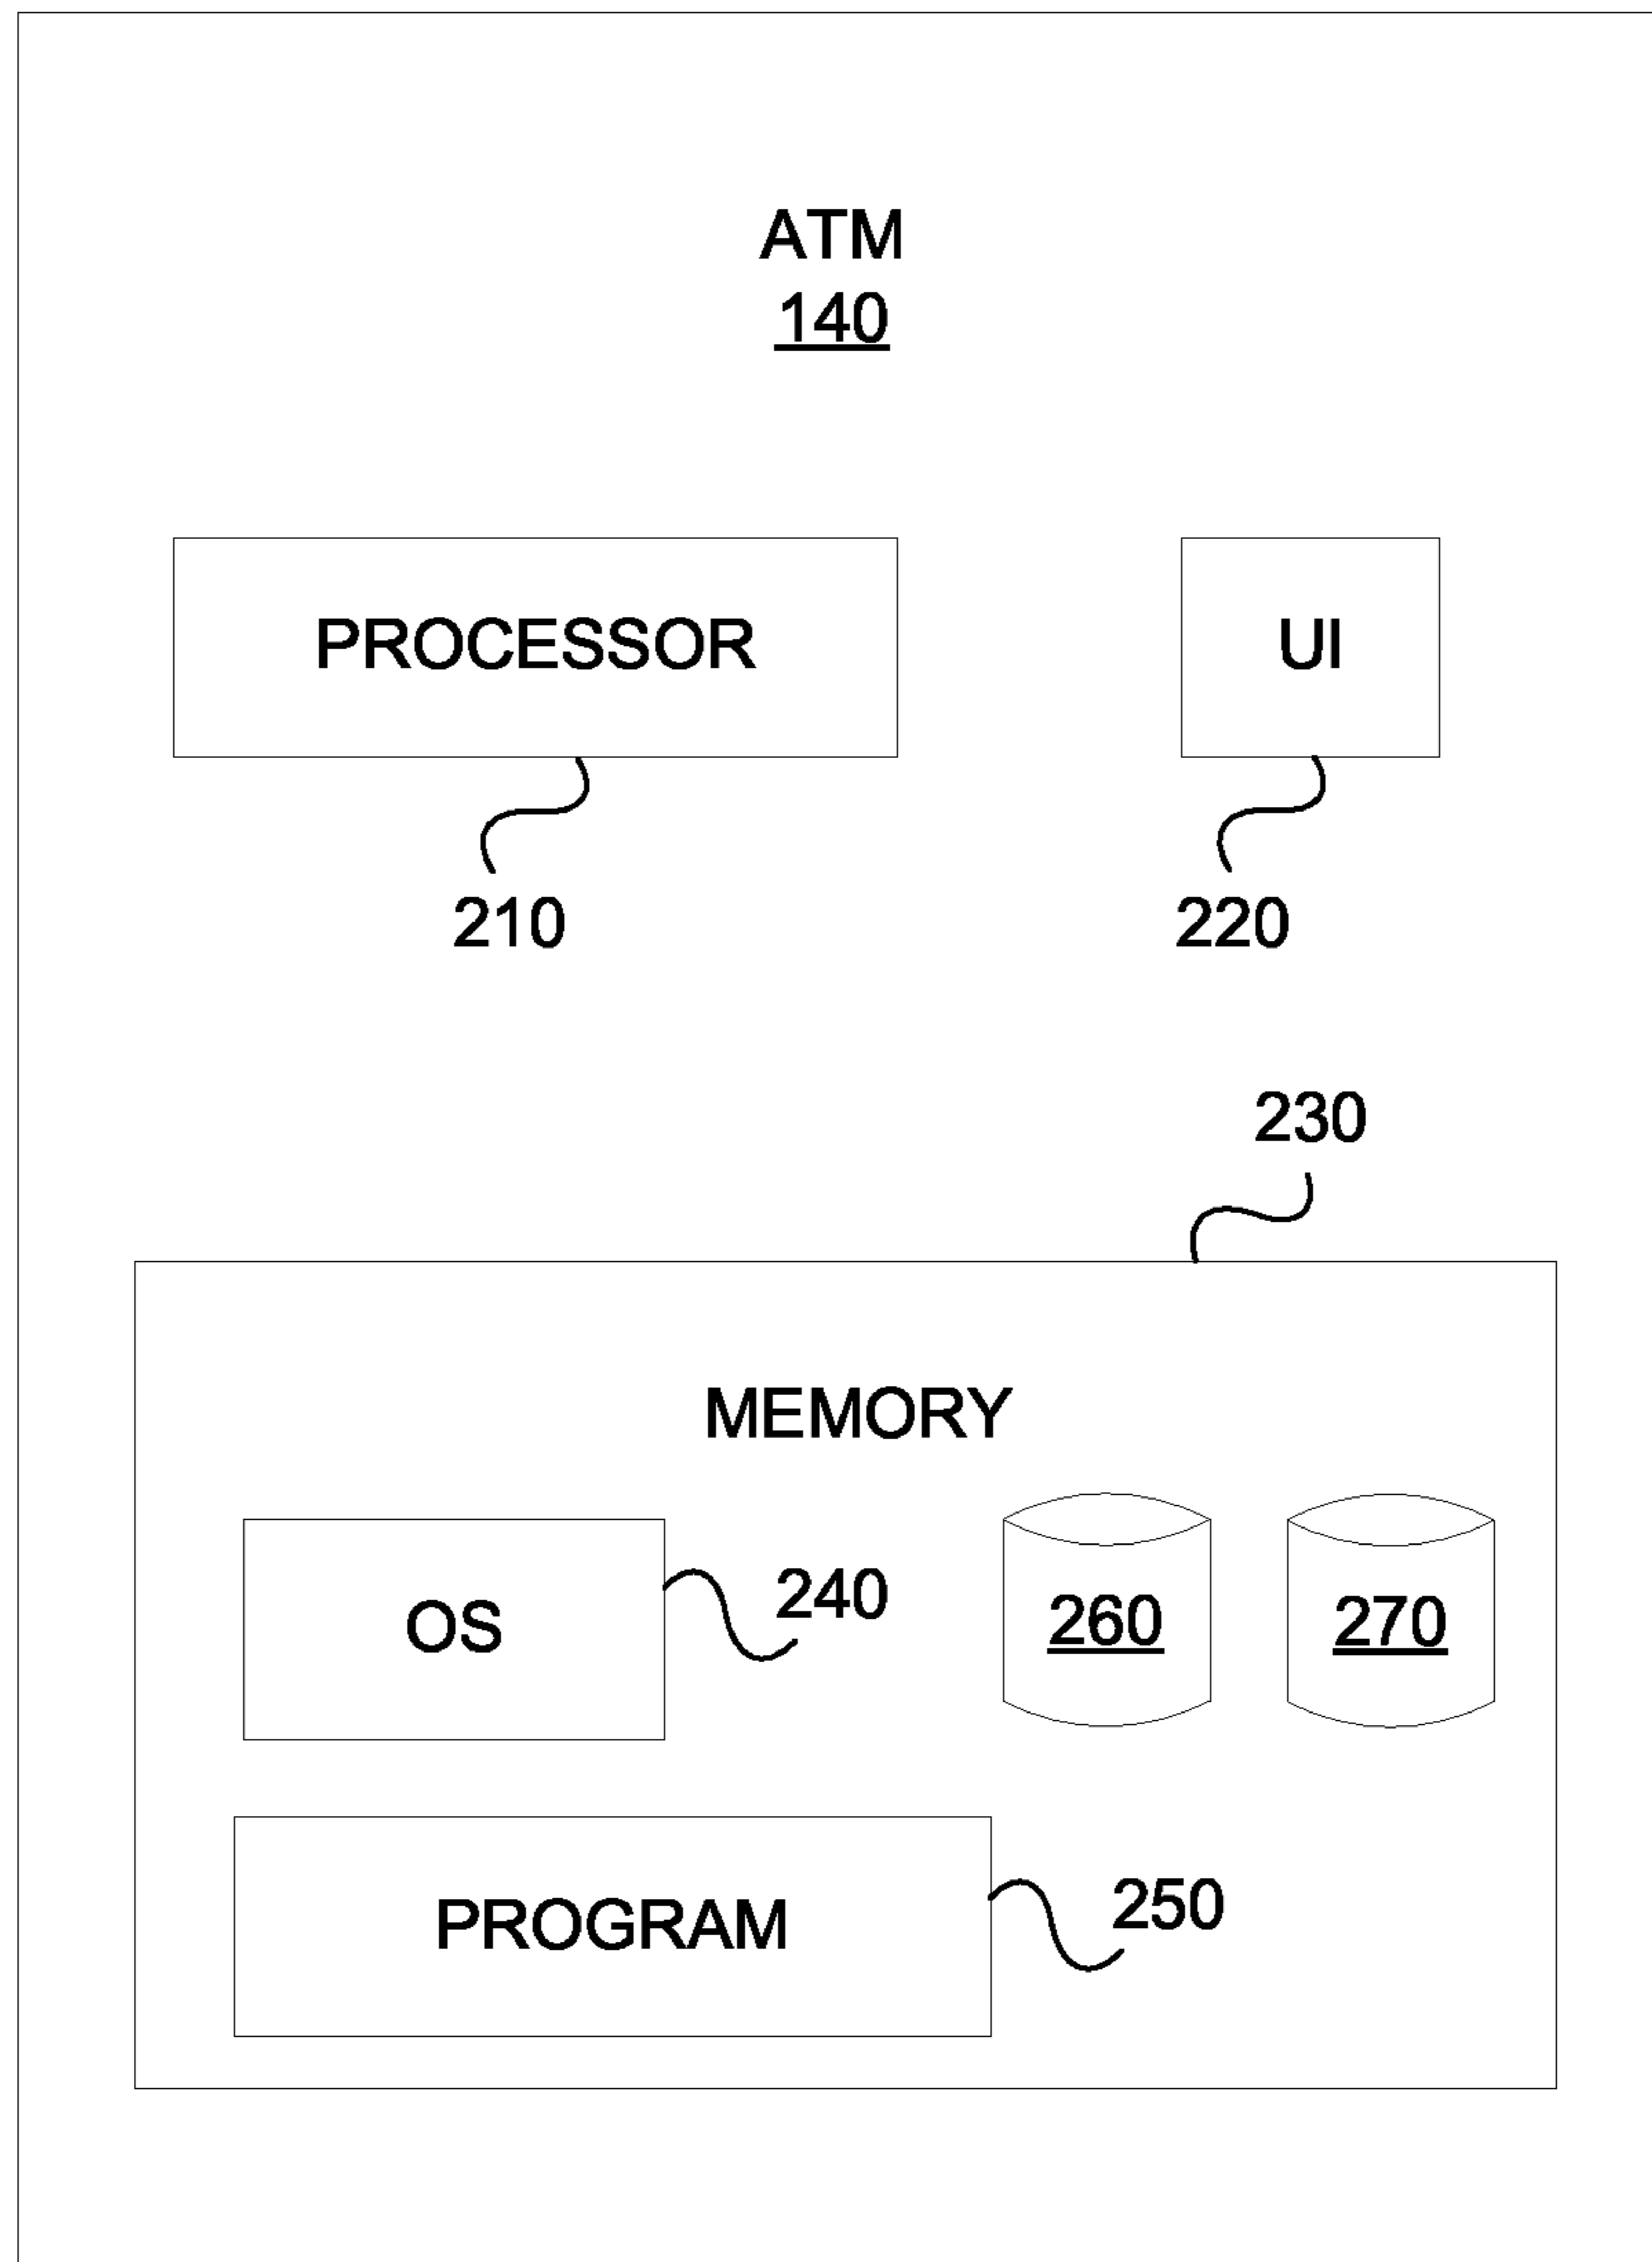 ATM
140
PROCESSOR
UI
210
220
230
MEMORY
OS
240
260
270
PROGRAM
250